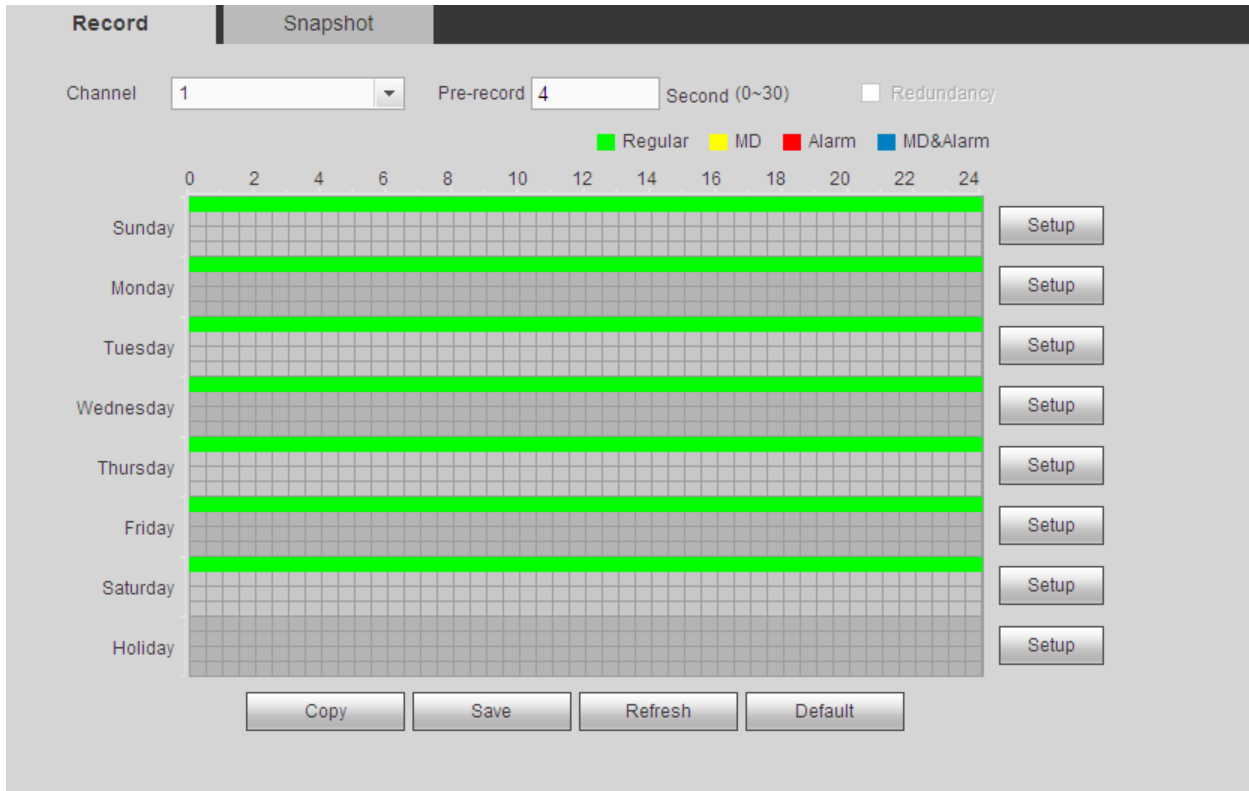 Record Snapshot
Channel 1 Pre-record 4 Second (0~30) Redundancy
Regular MD Alarm MD&Alarm
0 2 4 6 8 10 12 14 16 18 20 22 24
Sunday Setup
Monday Setup
Tuesday Setup
Wednesday Setup
Thursday Setup
Friday Setup
Saturday Setup
Holiday Setup
Copy Save Refresh Default